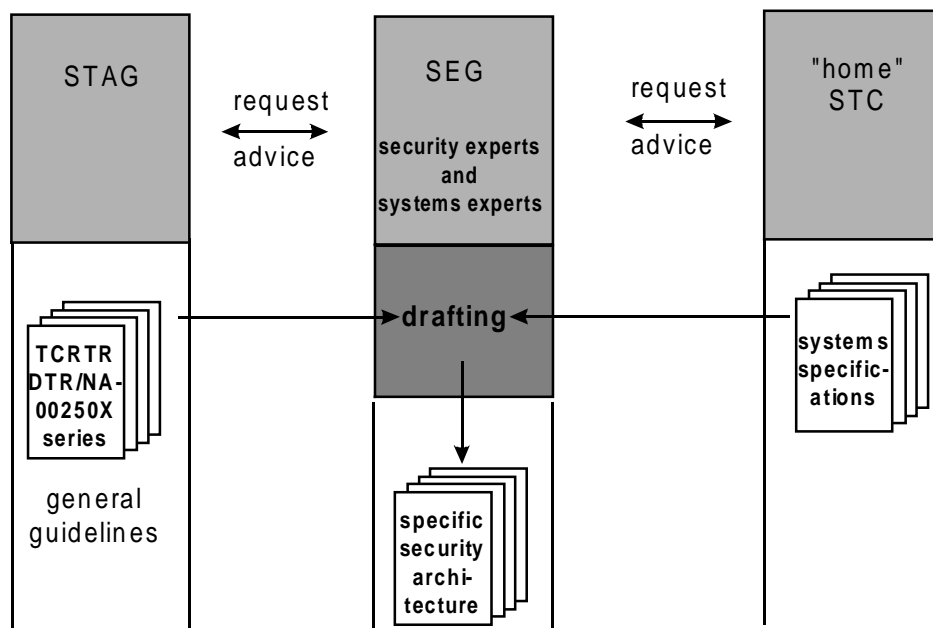 STAG
request
advice
SEG
security experts
and
systems experts
request
advice
"home"
STC
TCRTR
DTR/NA-
00250X
series
general
guidelines
drafting
specific
security
archi-
tecture
systems
specific-
ations